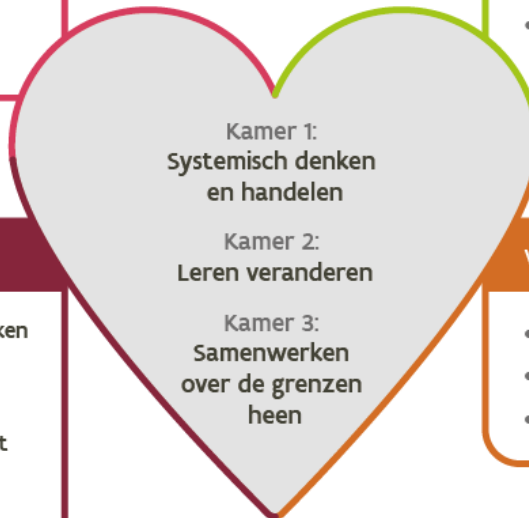 Kamer 1:
Systemisch denken
en handelen
Kamer 2:
Leren veranderen
Kamer 3:
Samenwerken
over de grenzen
heen